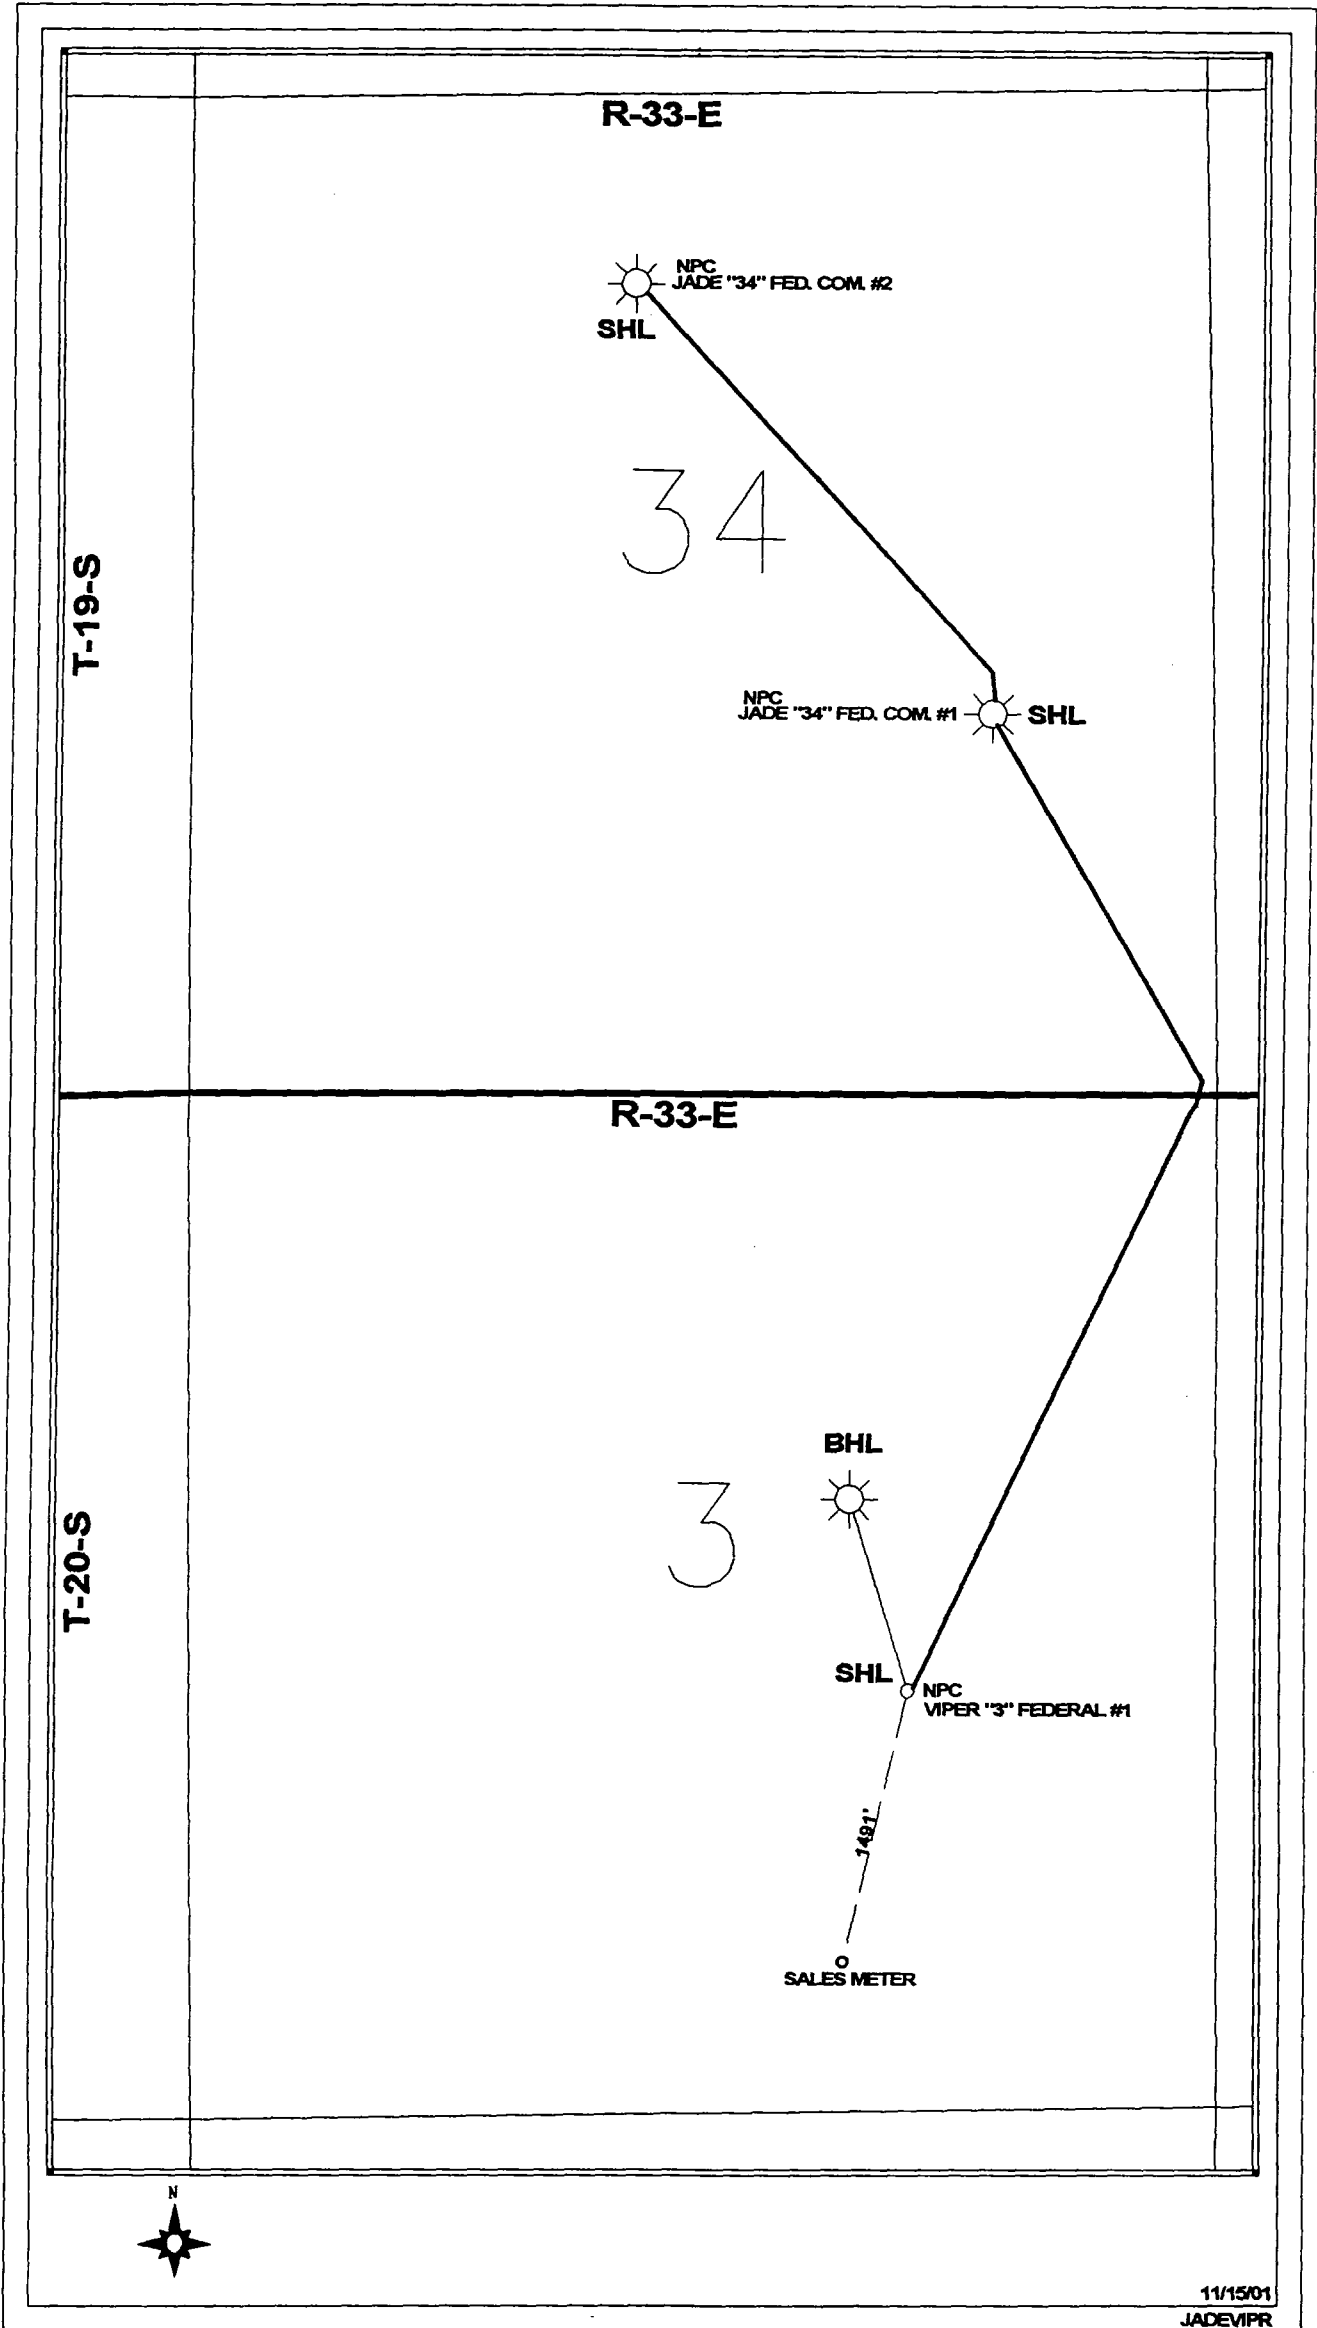 R-33-E
NPC
JADE "34" FED. COM. #2
SHL
34
T-19-S
NPC
JADE "34" FED. COM. #1
SHL
R-33-E
BHL
3
T-20-S
SHL
NPC
VIPER "3" FEDERAL #1
1491'
SALES METER
N
11/15/01
JADEVIPR